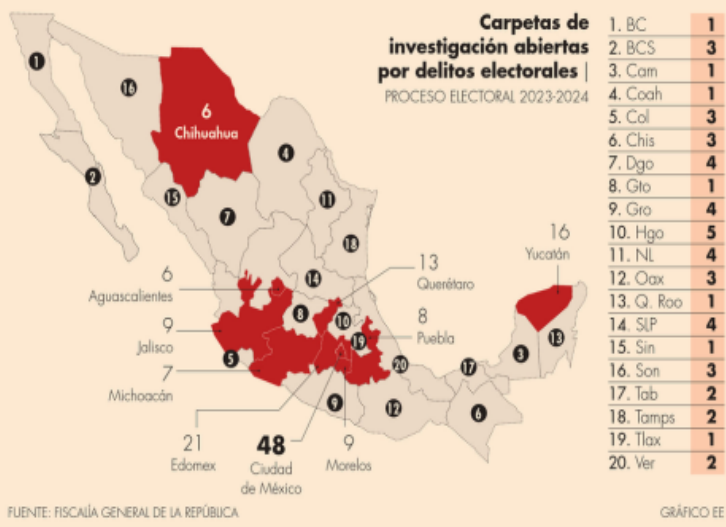 Carpetas de
investigación abiertas
por delitos electorales |
PROCESO ELECTORAL 2023-2024
1. BC 1
2. BCS 3
3. Cam 1
4. Coah 1
5. Col 3
6. Chis 3
7. Dgo 4
8. Gto 1
9. Gro 4
10. Hgo 5
11. NL 4
12. Oax 3
13. Q. Roo 1
14. SLP 4
15. Sin 1
16. Son 3
17. Tab 2
18. Tamps 2
19. Tlax 1
20. Ver 2
1
16
6
Chihuahua
4
2
15
7
11
18
14
16
Yucatán
6
Aguascalientes
13
Querétaro
8
10
8
Puebla
19
9
Jalisco
5
20
17
3
13
7
Michoacán
9
12
6
21
Edomex
48
Ciudad
de México
9
Morelos
FUENTE: FISCALÍA GENERAL DE LA REPÚBLICA
GRÁFICO EE